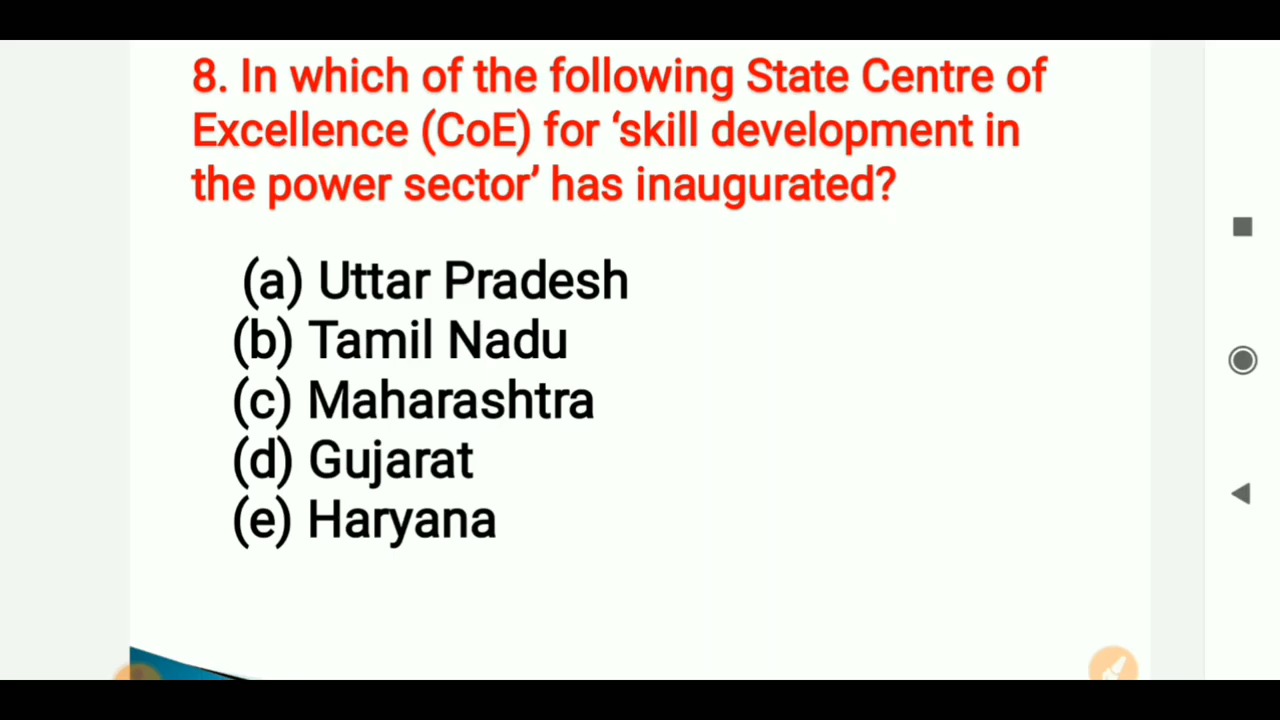 8. In which of the following State Centre of
Excellence (CoE) for ‘skill development in
the power sector’ has inaugurated?
(a) Uttar Pradesh
(b) Tamil Nadu
(c) Maharashtra
(d) Gujarat
(e) Haryana